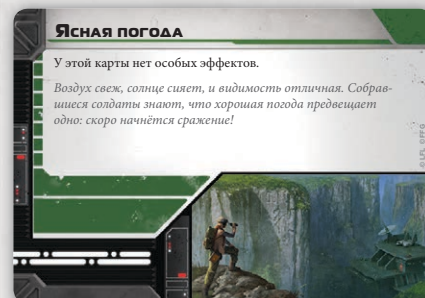 Ясная погода
У этой карты нет особых эффектов.
Воздух свеж, солнце сияет, и видимость отличная. Собрав-
шиеся солдаты знают, что хорошая погода предвещает
одно: скоро начнётся сражение!